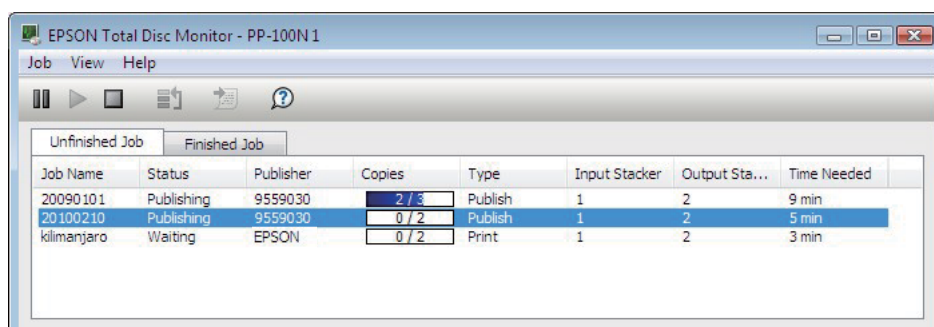 EPSON Total Disc Monitor - PP-100N 1
Job View Help
Unfinished Job Finished Job
Job Name Status Publisher Copies Type Input Stacker Output Sta... Time Needed
20090101 Publishing 9559030 2 / 3 Publish 1 2 9 min
20100210 Publishing 9559030 0 / 2 Publish 1 2 5 min
kilimanjaro Waiting EPSON 0 / 2 Print 1 2 3 min